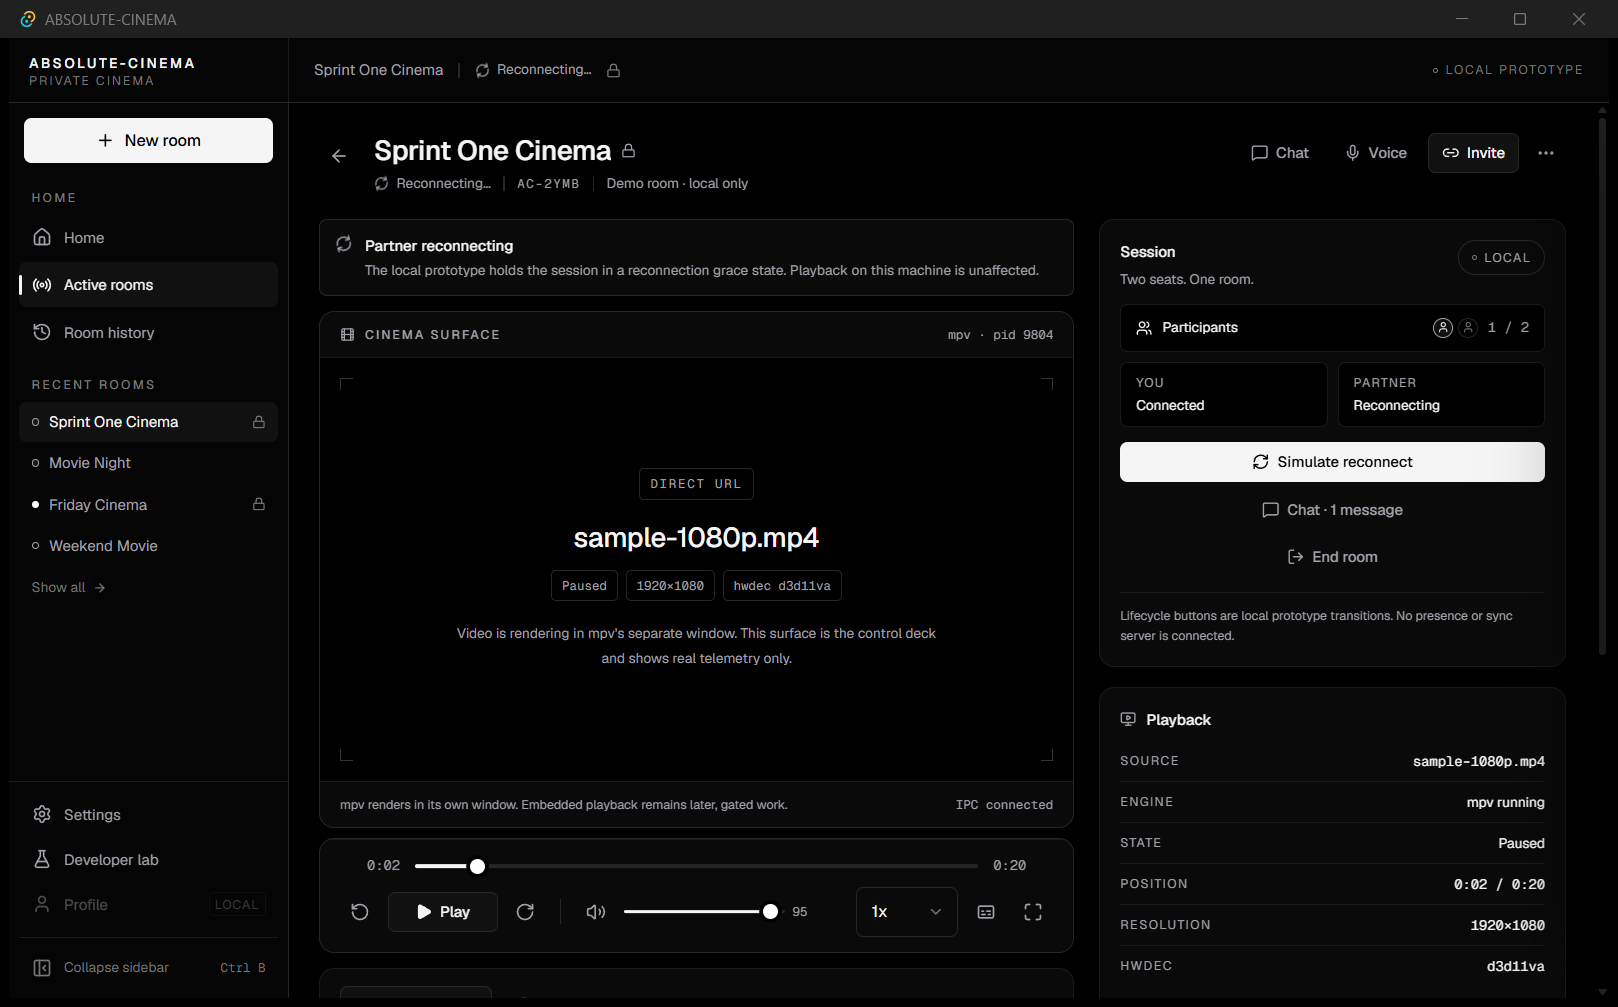 ABSOLUTE-CINEMA
ABSOLUTE-CINEMA
PRIVATE CINEMA
New room
HOME
Home
Active rooms
Room history
RECENT ROOMS
Sprint One Cinema
Movie Night
Friday Cinema
Weekend Movie
Show all
Settings
Developer lab
Profile LOCAL
Collapse sidebar Ctrl B
Sprint One Cinema Reconnecting… LOCAL PROTOTYPE
Sprint One Cinema
Reconnecting… AC-2YMB Demo room · local only
Chat Voice Invite
Partner reconnecting
The local prototype holds the session in a reconnection grace state. Playback on this machine is unaffected.
CINEMA SURFACE mpv · pid 9804
DIRECT URL
sample-1080p.mp4
Paused 1920×1080 hwdec d3d11va
Video is rendering in mpv's separate window. This surface is the control deck
and shows real telemetry only.
mpv renders in its own window. Embedded playback remains later, gated work. IPC connected
0:02 0:20
Play 95 1x
Session LOCAL
Two seats. One room.
Participants 1 / 2
YOU
Connected
PARTNER
Reconnecting
Simulate reconnect
Chat · 1 message
End room
Lifecycle buttons are local prototype transitions. No presence or sync
server is connected.
Playback
SOURCE sample-1080p.mp4
ENGINE mpv running
STATE Paused
POSITION 0:02 / 0:20
RESOLUTION 1920×1080
HWDEC d3d11va